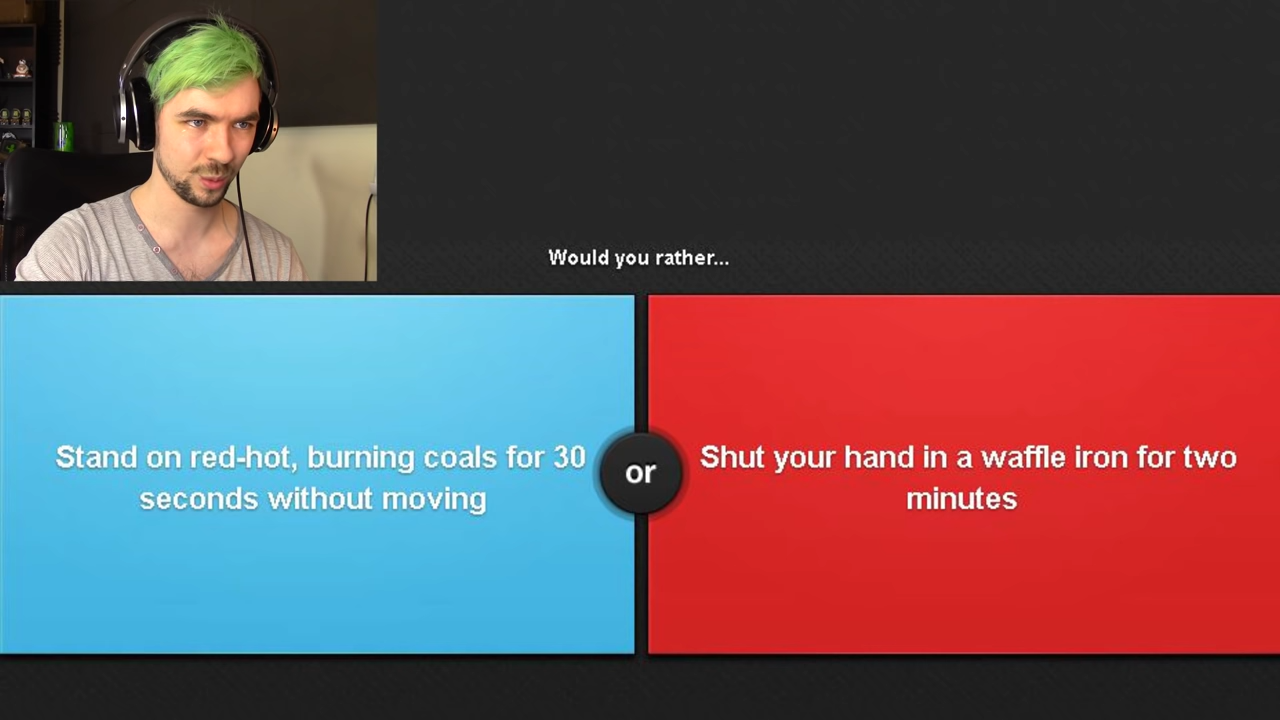 Would you rather...
Stand on red-hot, burning coals for 30
seconds without moving
or
Shut your hand in a waffle iron for two
minutes